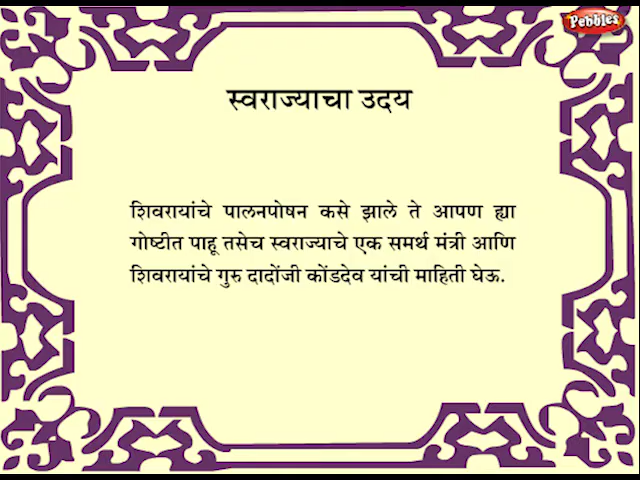 Pebbles
स्वराज्याचा उदय
शिवरायांचे पालनपोषन कसे झाले ते आपण ह्या
गोष्टीत पाहू तसेच स्वराज्याचे एक समर्थ मंत्री आणि
शिवरायांचे गुरु दादोंजी कोंडदेव यांची माहिती घेऊ.